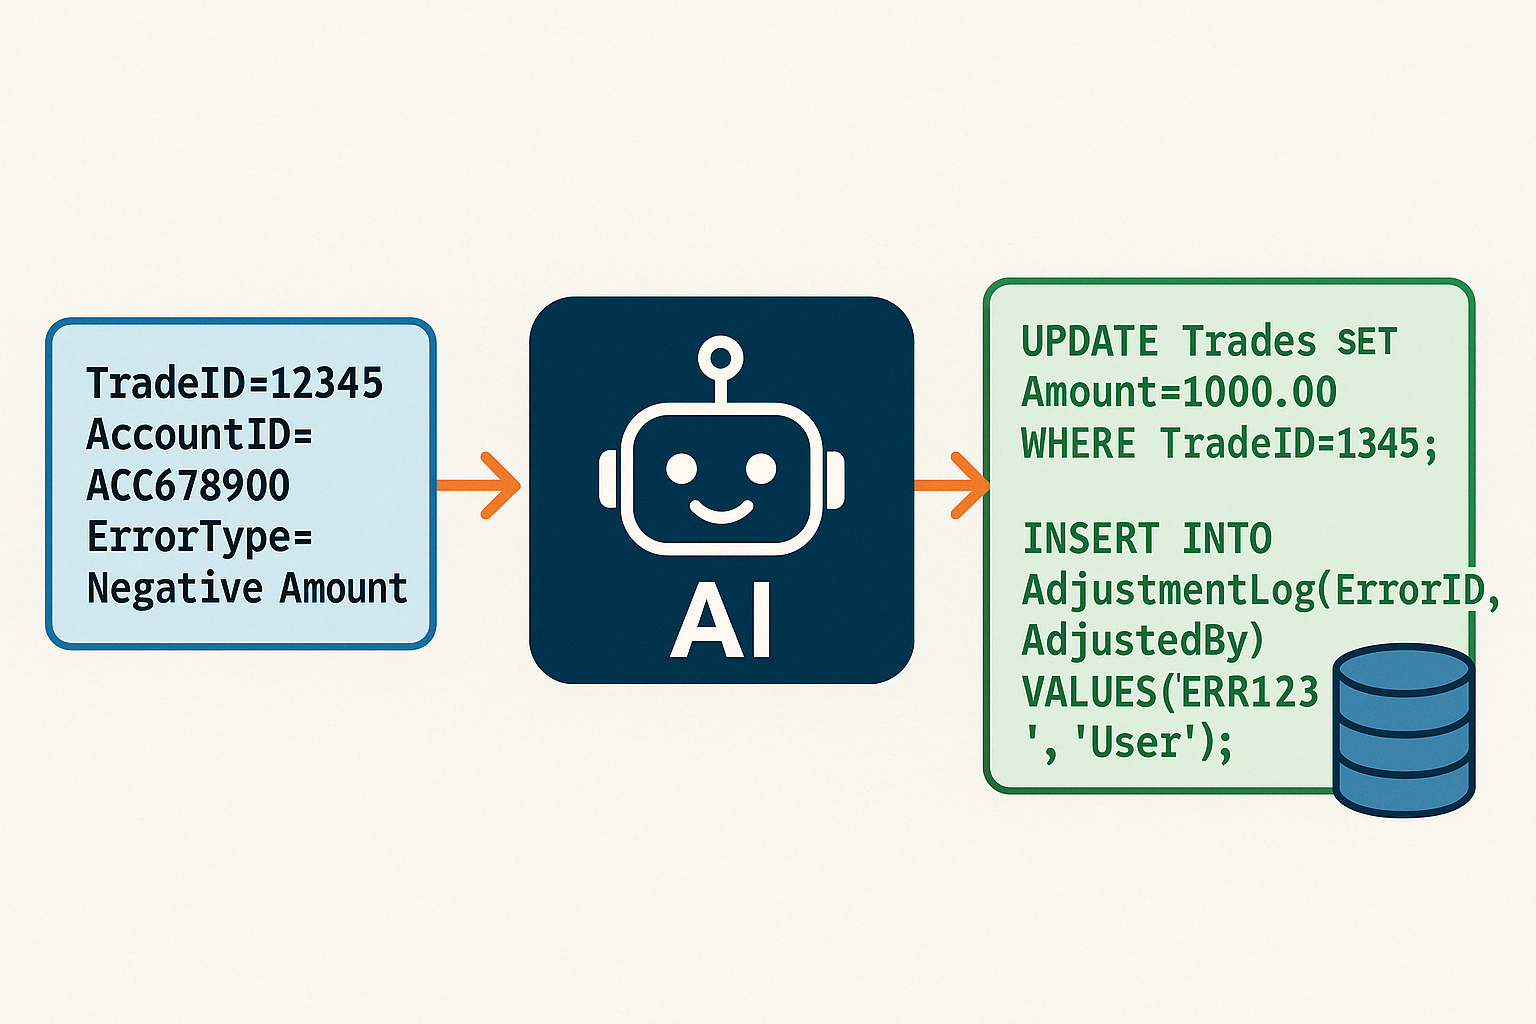 TradeID=12345
AccountID=
ACC678900
ErrorType=
Negative Amount
AI
UPDATE Trades SET
Amount=1000.00
WHERE TradeID=1345;
INSERT INTO
AdjustmentLog(ErrorID,
AdjustedBy)
VALUES('ERR123
', 'User');